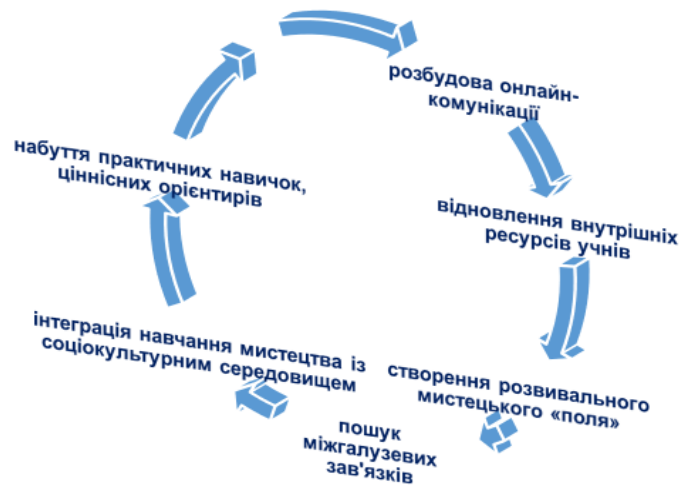 розбудова онлайн-
комунікації
відновлення внутрішніх
ресурсів учнів
створення розвивального
мистецького «поля»
пошук
міжгалузевих
зав'язків
інтеграція навчання мистецтва із
соціокультурним середовищем
набуття практичних навичок,
ціннісних орієнтирів